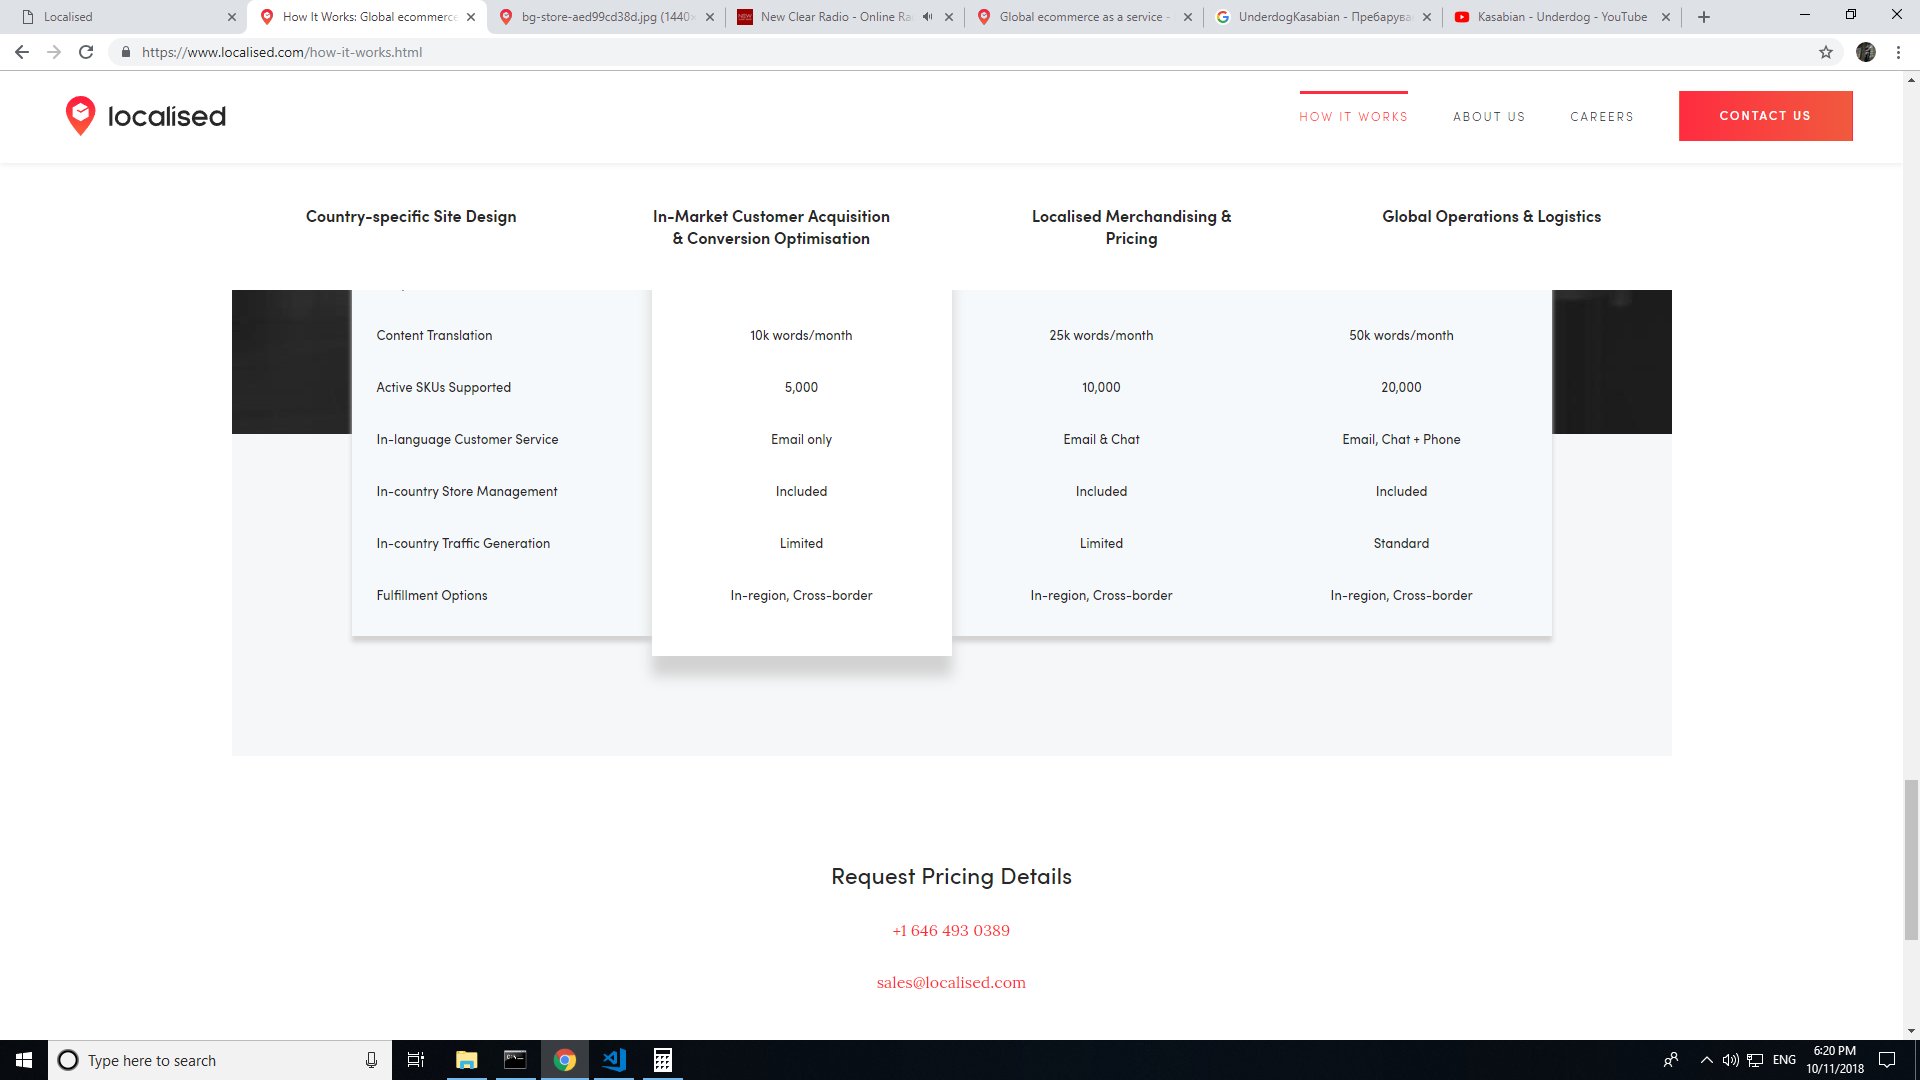 Localised
How It Works: Global ecommerce
bg-store-aed99cd38d.jpg (1440×
New Clear Radio - Online Ra
Global ecommerce as a service -
UnderdogKasabian - Пребарува
Kasabian - Underdog - YouTube
https://www.localised.com/how-it-works.html
localised
HOW IT WORKS
ABOUT US
CAREERS
CONTACT US
Country-specific Site Design
In-Market Customer Acquisition
& Conversion Optimisation
Localised Merchandising &
Pricing
Global Operations & Logistics
Content Translation 10k words/month 25k words/month 50k words/month
Active SKUs Supported 5,000 10,000 20,000
In-language Customer Service Email only Email & Chat Email, Chat + Phone
In-country Store Management Included Included Included
In-country Traffic Generation Limited Limited Standard
Fulfillment Options In-region, Cross-border In-region, Cross-border In-region, Cross-border
Request Pricing Details
+1 646 493 0389
sales@localised.com
Type here to search
ENG
6:20 PM
10/11/2018